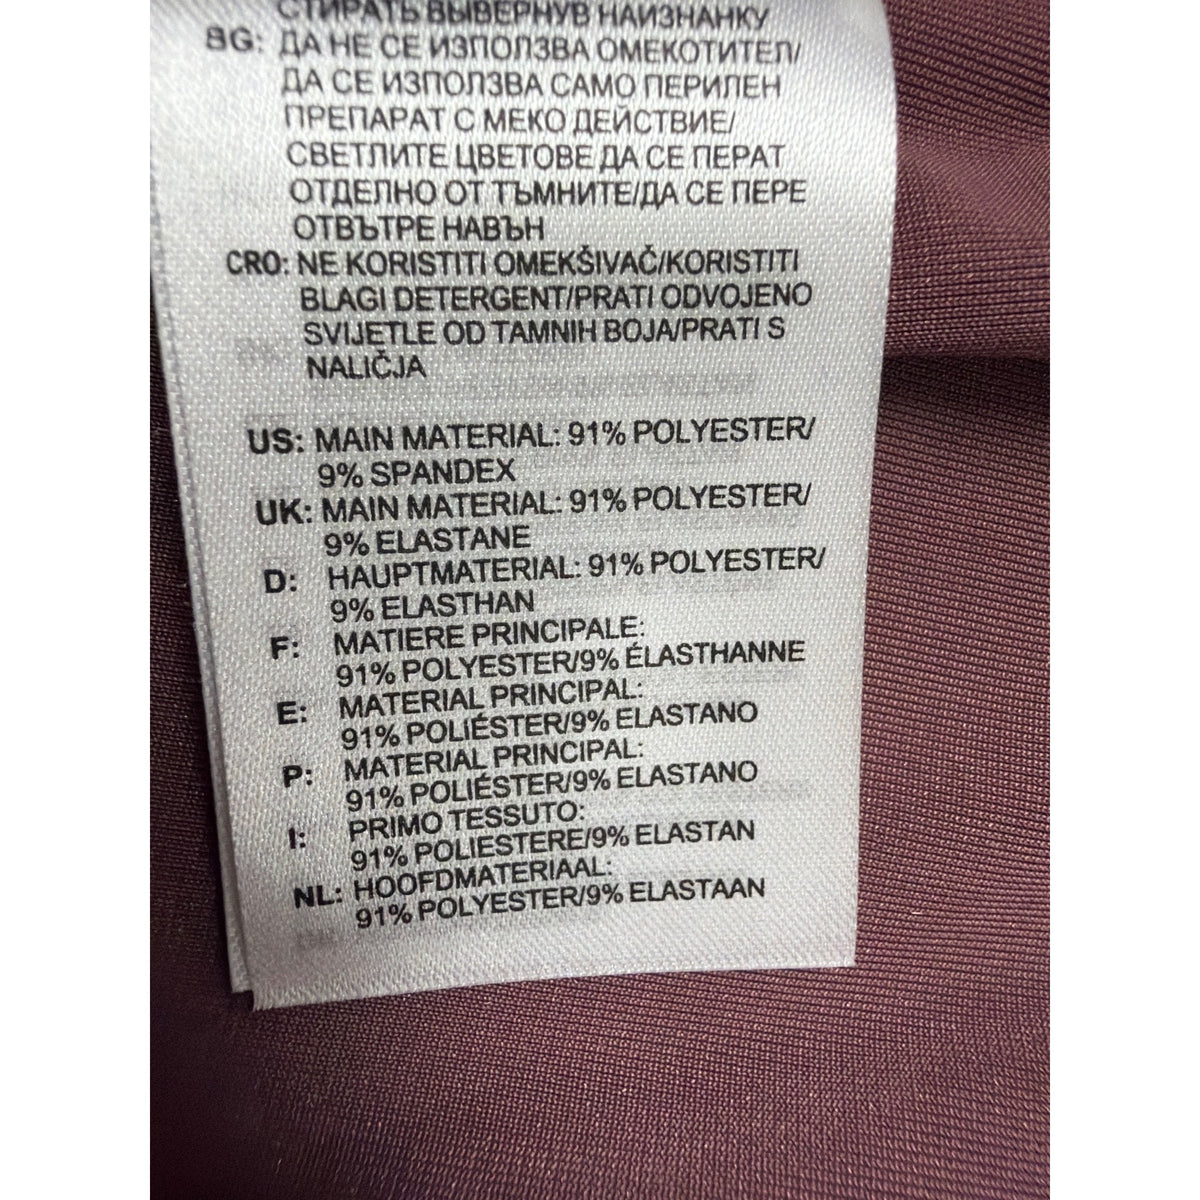 СТИРАТЬ ВЫВЕРНУВ НАИЗНАНКУ
BG: ДА НЕ СЕ ИЗПОЛЗВА ОМЕКОТИТЕЛ/
ДА СЕ ИЗПОЛЗВА САМО ПЕРИЛЕН
ПРЕПАРАТ С МЕКО ДЕЙСТВИЕ/
СВЕТЛИТЕ ЦВЕТОВЕ ДА СЕ ПЕРАТ
ОТДЕЛНО ОТ ТЪМНИТЕ/ДА СЕ ПЕРЕ
ОТВЪТРЕ НАВЪН
CRO: NE KORISTITI OMEKŠIVAČ/KORISTITI
BLAGI DETERGENT/PRATI ODVOJENO
SVIJETLE OD TAMNIH BOJA/PRATI S
NALIČJA
US: MAIN MATERIAL: 91% POLYESTER/
9% SPANDEX
UK: MAIN MATERIAL: 91% POLYESTER/
9% ELASTANE
D: HAUPTMATERIAL: 91% POLYESTER/
9% ELASTHAN
F: MATIERE PRINCIPALE:
91% POLYESTER/9% ÉLASTHANNE
E: MATERIAL PRINCIPAL:
91% POLIÉSTER/9% ELASTANO
P: MATERIAL PRINCIPAL:
91% POLIÉSTER/9% ELASTANO
I: PRIMO TESSUTO:
91% POLIESTERE/9% ELASTAN
NL: HOOFDMATERIAAL:
91% POLYESTER/9% ELASTAAN